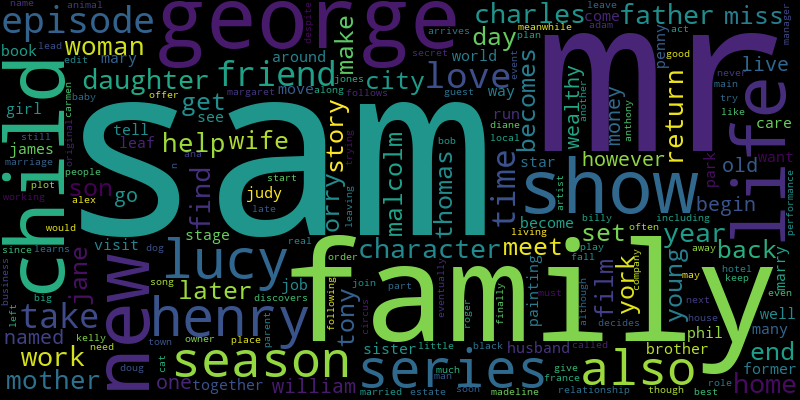 name animal
episode
george
despite
arrives leave come adam
meanwhile
plan act
manager
charles father miss
woman
book lead edit mary
daughter friend
around
secret
make
day
world
jones
margaret move along
city love way event
mr
good
penny
never
main another
try
like
live
care
child
girl
carmen
baby
offer
get
see
follows
guest
run
diane
local
becomes
wealthy
money
anthony
return
life
sam
still
james
original
tell
leaf
help wife
story
trying
malcolm
bob
thomas
time
star
however
park
old
want
marriage
people
n
ana
son
plot
working
alex
go
find
start
judy
late
orry
leaving
show
artist
begin
performance
would
stage
real
living
become
billy
often
including
since learns
visit dog
lucy
character
meet
play
fall
set
year
away
back
marry
jane
new
song
job
order
painting
film
york
company
young
may
hotel
keep
even
business
big
later
discovers
tony
following
join part
eventually
circus
finally
roger
must
although
next
left
take
henry
family
house
well
many
named
kelly
need
town
owner
place
parent
sister little black husband called
decides
phil
brother
end
former
work
mother
doug
cat
season
one together
william
much
man
series
give
france
also
though
role
home
married estate soon madeline relationship best